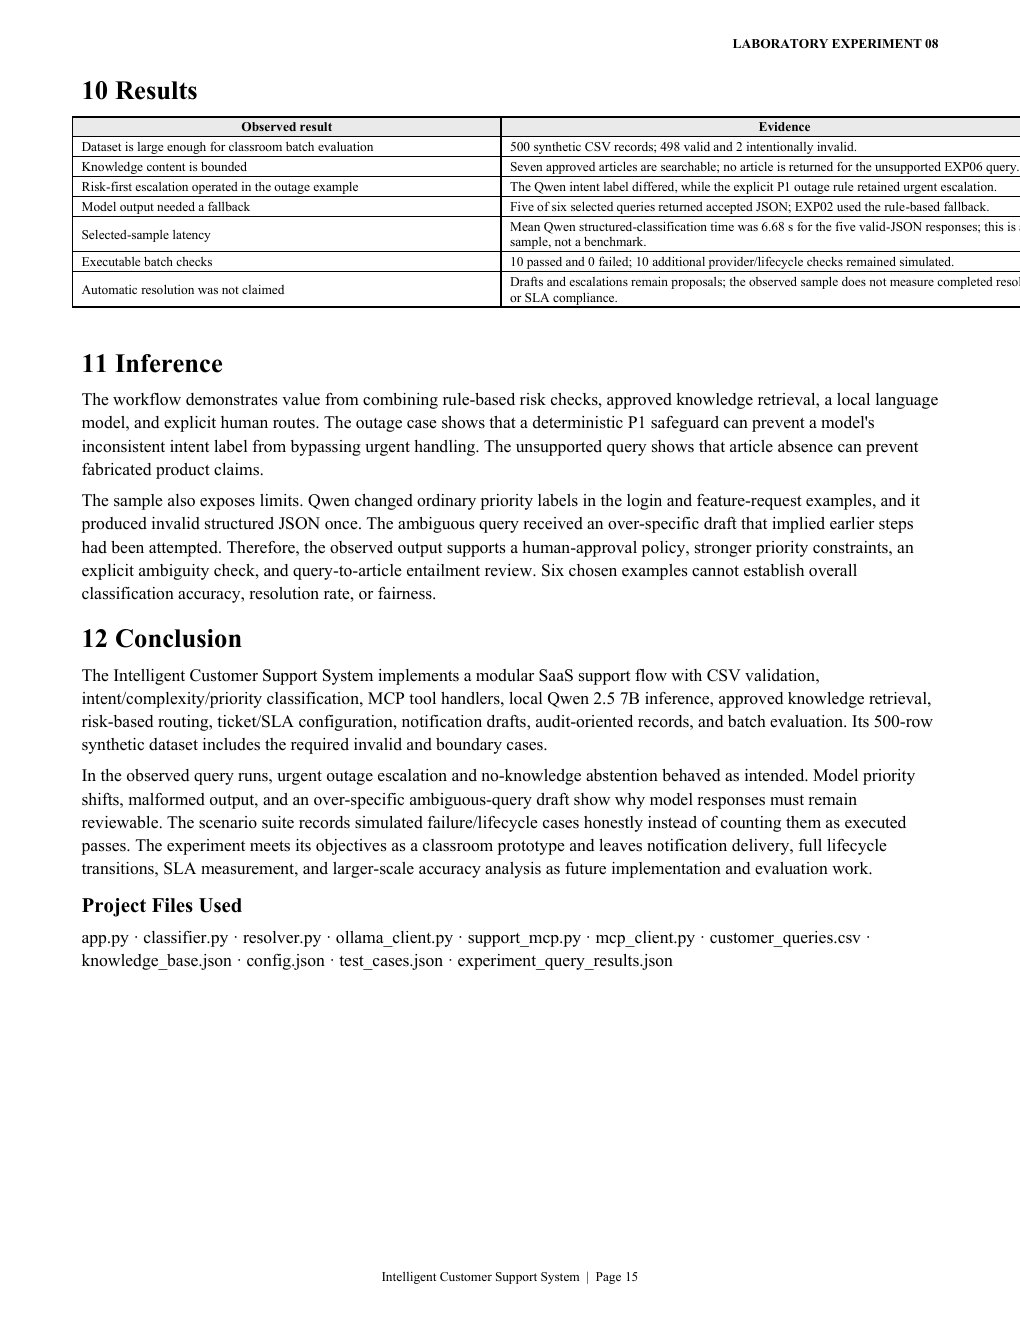 LABORATORY EXPERIMENT 08
10 Results
Observed result
Evidence
Dataset is large enough for classroom batch evaluation
500 synthetic CSV records; 498 valid and 2 intentionally invalid.
Knowledge content is bounded
Seven approved articles are searchable; no article is returned for the unsupported EXP06 query.
Risk-first escalation operated in the outage example
The Qwen intent label differed, while the explicit P1 outage rule retained urgent escalation.
Model output needed a fallback
Five of six selected queries returned accepted JSON; EXP02 used the rule-based fallback.
Selected-sample latency
Mean Qwen structured-classification time was 6.68 s for the five valid-JSON responses; this is
sample, not a benchmark.
Executable batch checks
10 passed and 0 failed; 10 additional provider/lifecycle checks remained simulated.
Automatic resolution was not claimed
Drafts and escalations remain proposals; the observed sample does not measure completed
or SLA compliance.
11 Inference
The workflow demonstrates value from combining rule-based risk checks, approved knowledge retrieval, a local language
model, and explicit human routes. The outage case shows that a deterministic P1 safeguard can prevent a model's
inconsistent intent label from bypassing urgent handling. The unsupported query shows that article absence can prevent
fabricated product claims.
The sample also exposes limits. Qwen changed ordinary priority labels in the login and feature-request examples, and it
produced invalid structured JSON once. The ambiguous query received an over-specific draft that implied earlier steps
had been attempted. Therefore, the observed output supports a human-approval policy, stronger priority constraints, an
explicit ambiguity check, and query-to-article entailment review. Six chosen examples cannot establish overall
classification accuracy, resolution rate, or fairness.
12 Conclusion
The Intelligent Customer Support System implements a modular SaaS support flow with CSV validation,
intent/complexity/priority classification, MCP tool handlers, local Qwen 2.5 7B inference, approved knowledge retrieval,
risk-based routing, ticket/SLA configuration, notification drafts, audit-oriented records, and batch evaluation. Its 500-row
synthetic dataset includes the required invalid and boundary cases.
In the observed query runs, urgent outage escalation and no-knowledge abstention behaved as intended. Model priority
shifts, malformed output, and an over-specific ambiguous-query draft show why model responses must remain
reviewable. The scenario suite records simulated failure/lifecycle cases honestly instead of counting them as executed
passes. The experiment meets its objectives as a classroom prototype and leaves notification delivery, full lifecycle
transitions, SLA measurement, and larger-scale accuracy analysis as future implementation and evaluation work.
Project Files Used
app.py · classifier.py · resolver.py · ollama_client.py · support_mcp.py · mcp_client.py · customer_queries.csv ·
knowledge_base.json · config.json · test_cases.json · experiment_query_results.json
Intelligent Customer Support System | Page 15